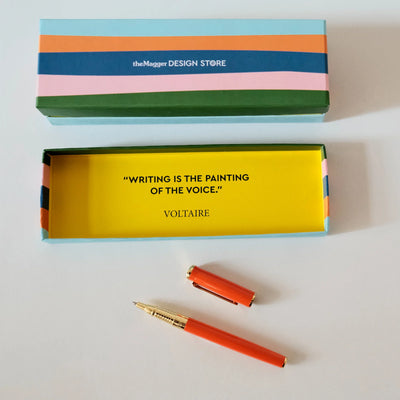 theMagger DESIGN STORE
“WRITING IS THE PAINTING
OF THE VOICE.”
VOLTAIRE